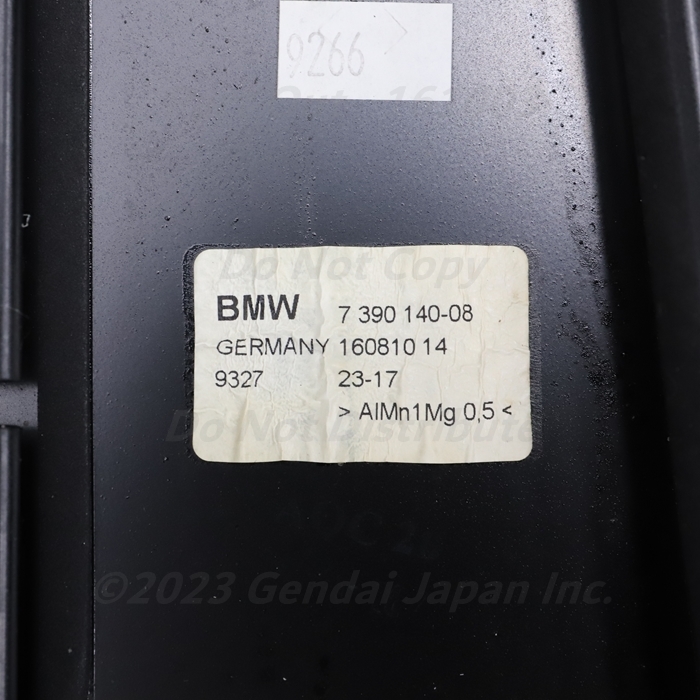 9266
Do Not Copy
BMW 7 390 140-08
GERMANY 160810 14
9327 23-17
> AlMn1Mg 0,5 <
Do Not Distribute
©2023 Gendai Japan Inc.